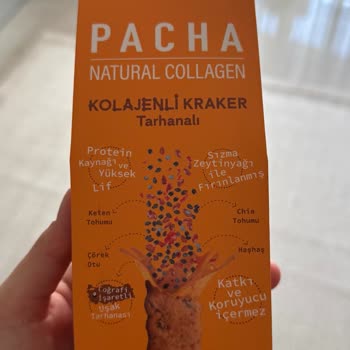 PACHA
NATURAL COLLAGEN
KOLAJENLİ KRAKER
Tarhanalı
Protein
Kaynağı
ve
Yüksek
Lif
Sızma
Zeytinyağı
ile
Fırınlanmış
Keten
Tohumu
Chia
Tohumu
Çörek
Otu
Haşhaş
Coğrafi
İşaretli
Uşak
Tarhanası
Katkı
ve
Koruyucu
içermez